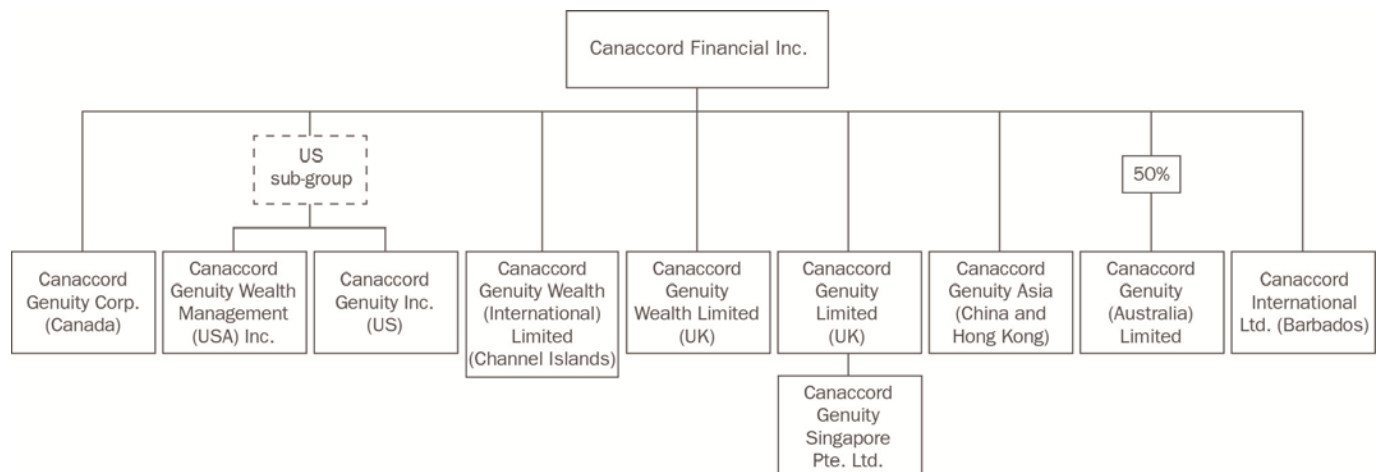 Canaccord Financial Inc.
US
sub-group
50%
Canaccord
Genuity Corp.
(Canada)
Canaccord
Genuity Wealth
Management
(USA) Inc.
Canaccord
Genuity Inc.
(US)
Canaccord
Genuity Wealth
(International)
Limited
(Channel Islands)
Canaccord
Genuity
Wealth Limited
(UK)
Canaccord
Genuity
Limited
(UK)
Canaccord
Genuity Asia
(China and
Hong Kong)
Canaccord
Genuity
(Australia)
Limited
Canaccord
International
Ltd. (Barbados)
Canaccord
Genuity
Singapore
Pte. Ltd.